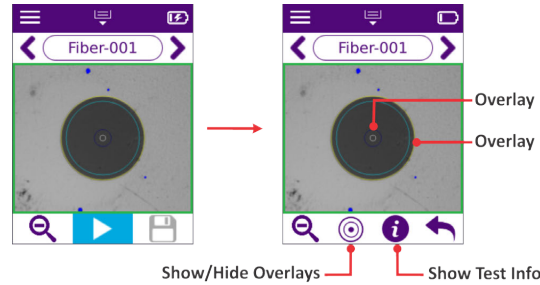 Fiber-001
Fiber-001
Overlay
Overlay
Show/Hide Overlays
Show Test Info